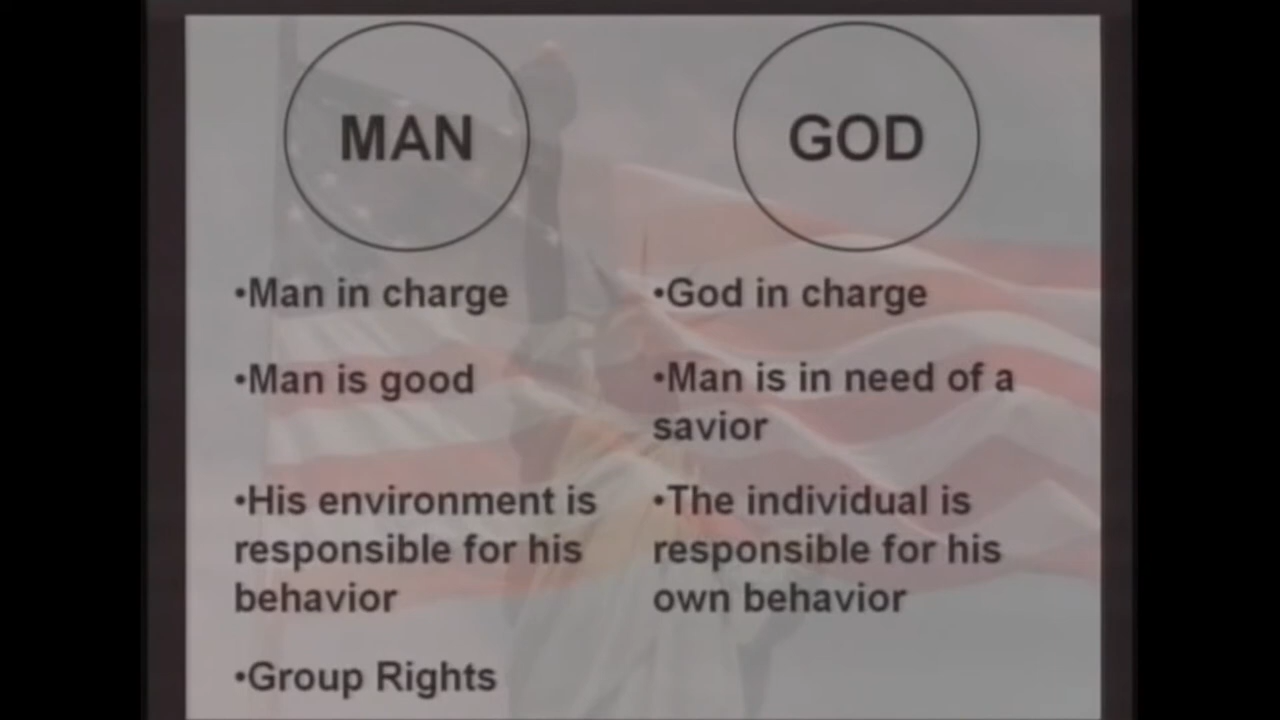 MAN
•Man in charge
•Man is good
•His environment is
responsible for his
behavior
•Group Rights
GOD
•God in charge
•Man is in need of a
savior
•The individual is
responsible for his
own behavior